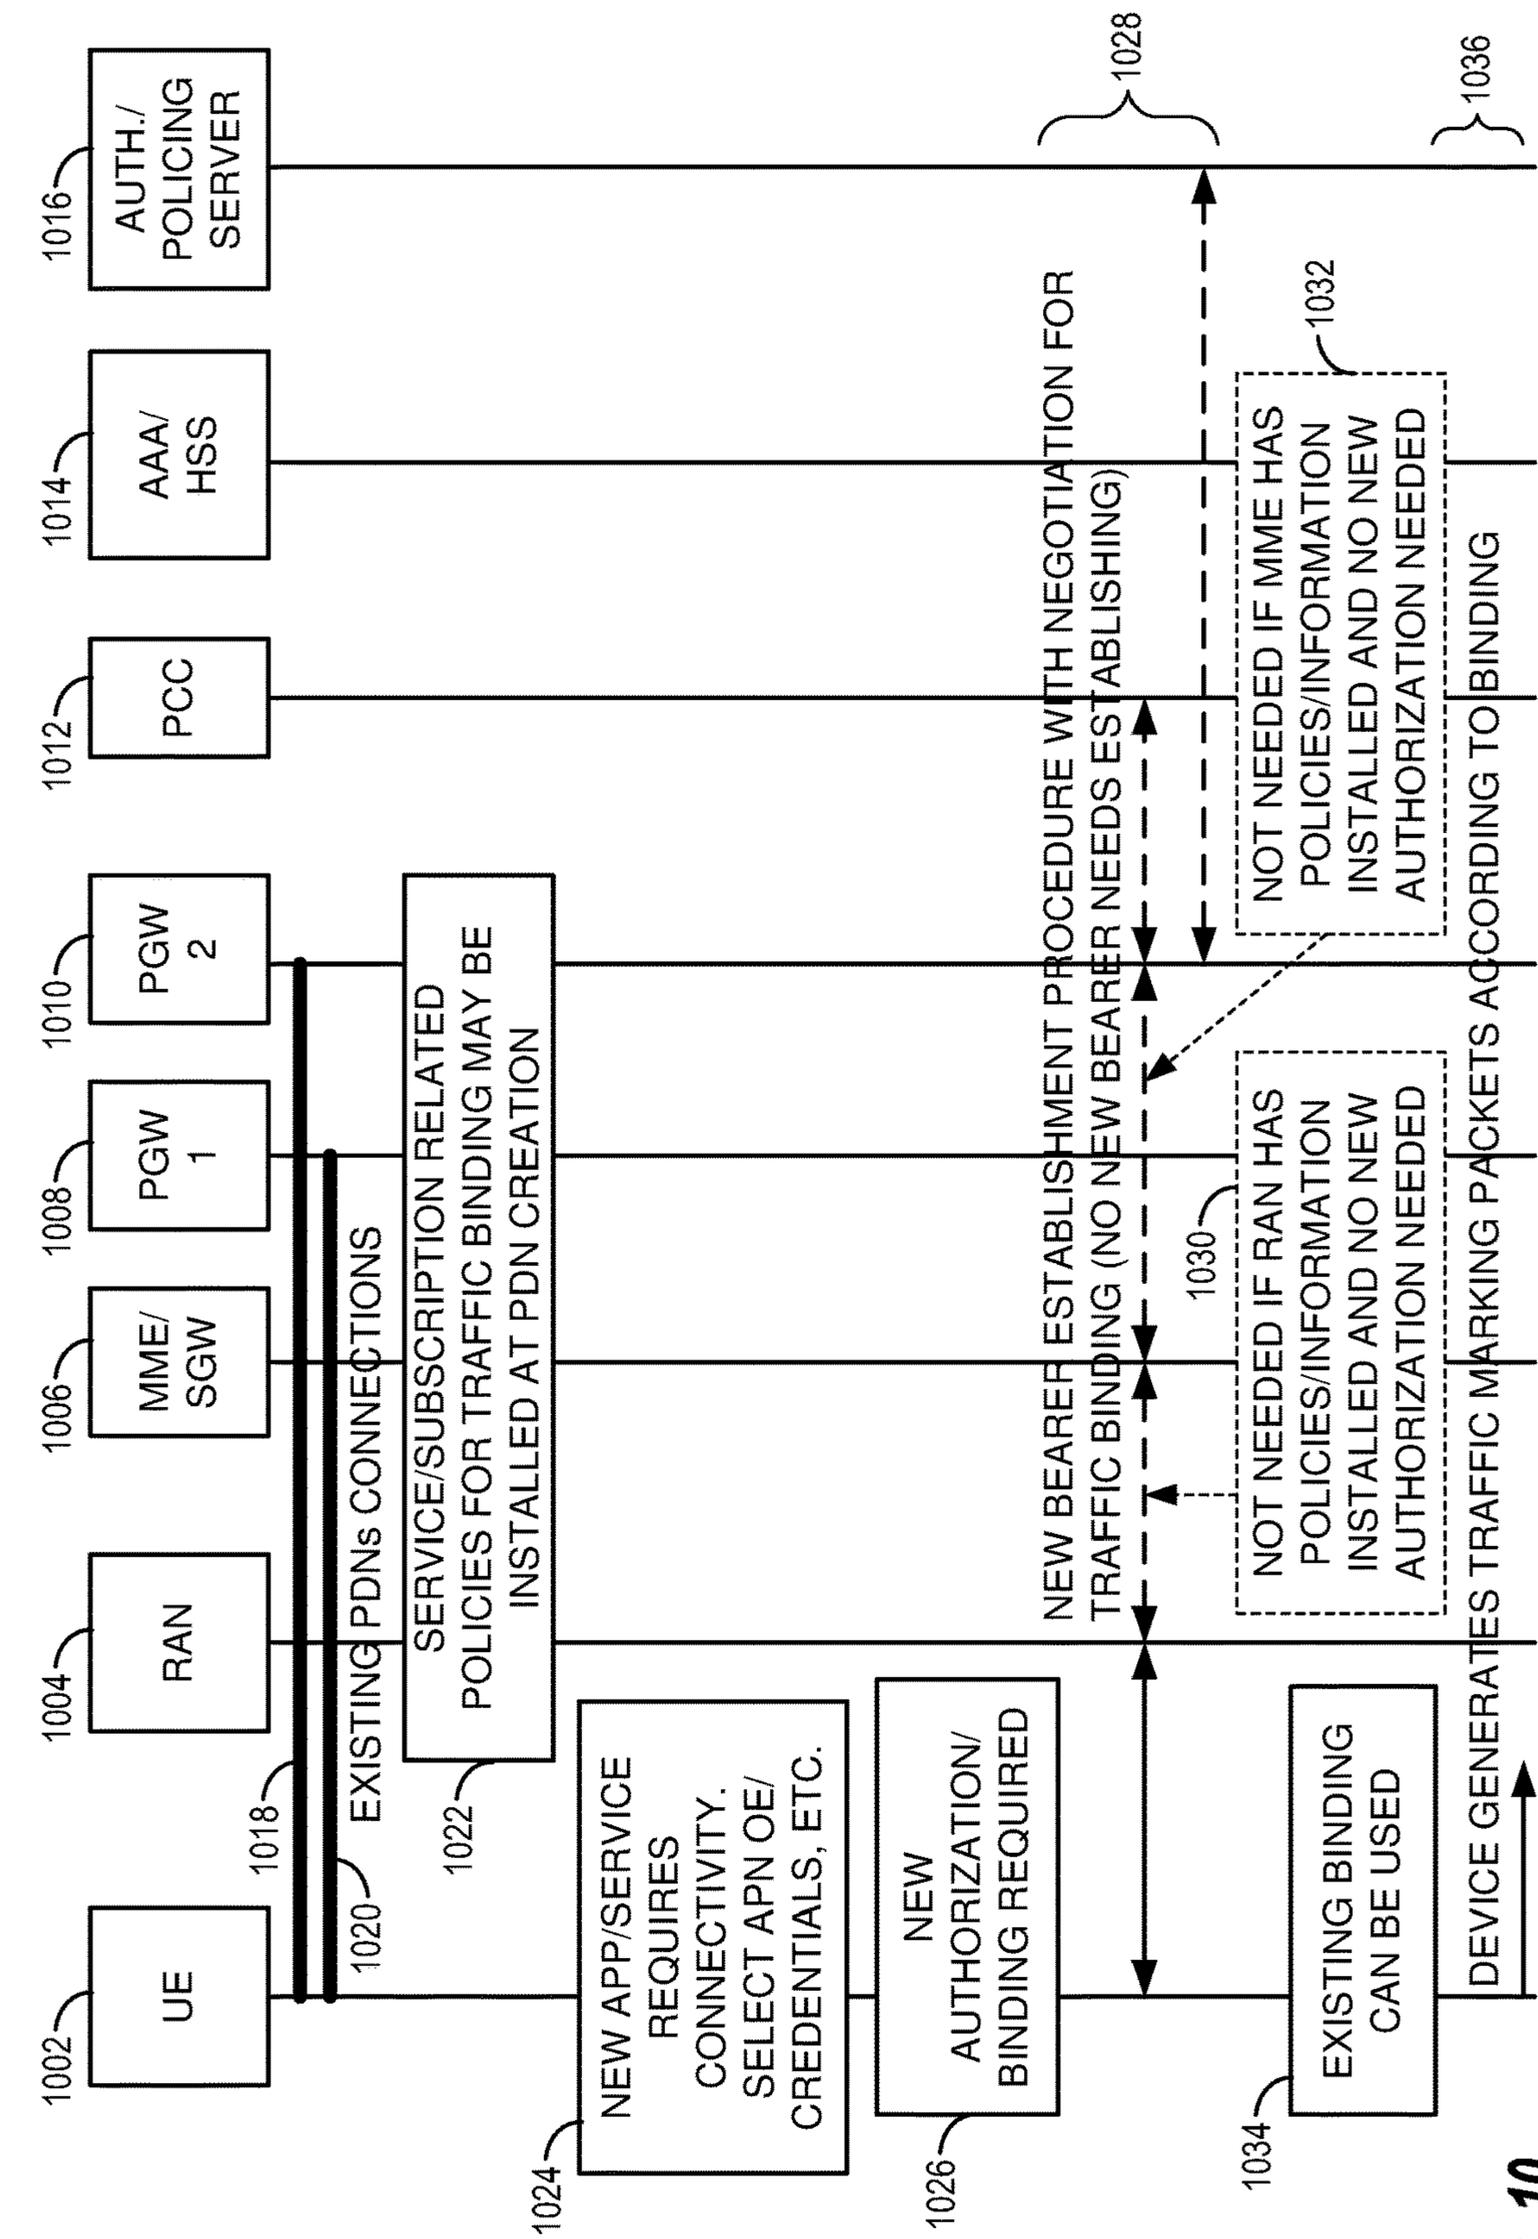 1002
UE
1004
RAN
1006
MME/
SGW
1008
PGW
1
1010
PGW
2
1012
PCC
1014
AAA/
HSS
1016
AUTH./
POLICING
SERVER
1018
1020
EXISTING PDNs CONNECTIONS
1022
SERVICE/SUBSCRIPTION RELATED
POLICIES FOR TRAFFIC BINDING MAY BE
INSTALLED AT PDN CREATION
1024
NEW APP/SERVICE
REQUIRES
CONNECTIVITY.
SELECT APN OE/
CREDENTIALS, ETC.
1026
NEW
AUTHORIZATION/
BINDING REQUIRED
NEW BEARER ESTABLISHMENT PROCEDURE WITH NEGOTIATION FOR
TRAFFIC BINDING (NO NEW BEARER NEEDS ESTABLISHING)
1028
1030
NOT NEEDED IF RAN HAS
POLICIES/INFORMATION
INSTALLED AND NO NEW
AUTHORIZATION NEEDED
1032
NOT NEEDED IF MME HAS
POLICIES/INFORMATION
INSTALLED AND NO NEW
AUTHORIZATION NEEDED
1034
EXISTING BINDING
CAN BE USED
DEVICE GENERATES TRAFFIC MARKING PACKETS ACCORDING TO BINDING
1036
10